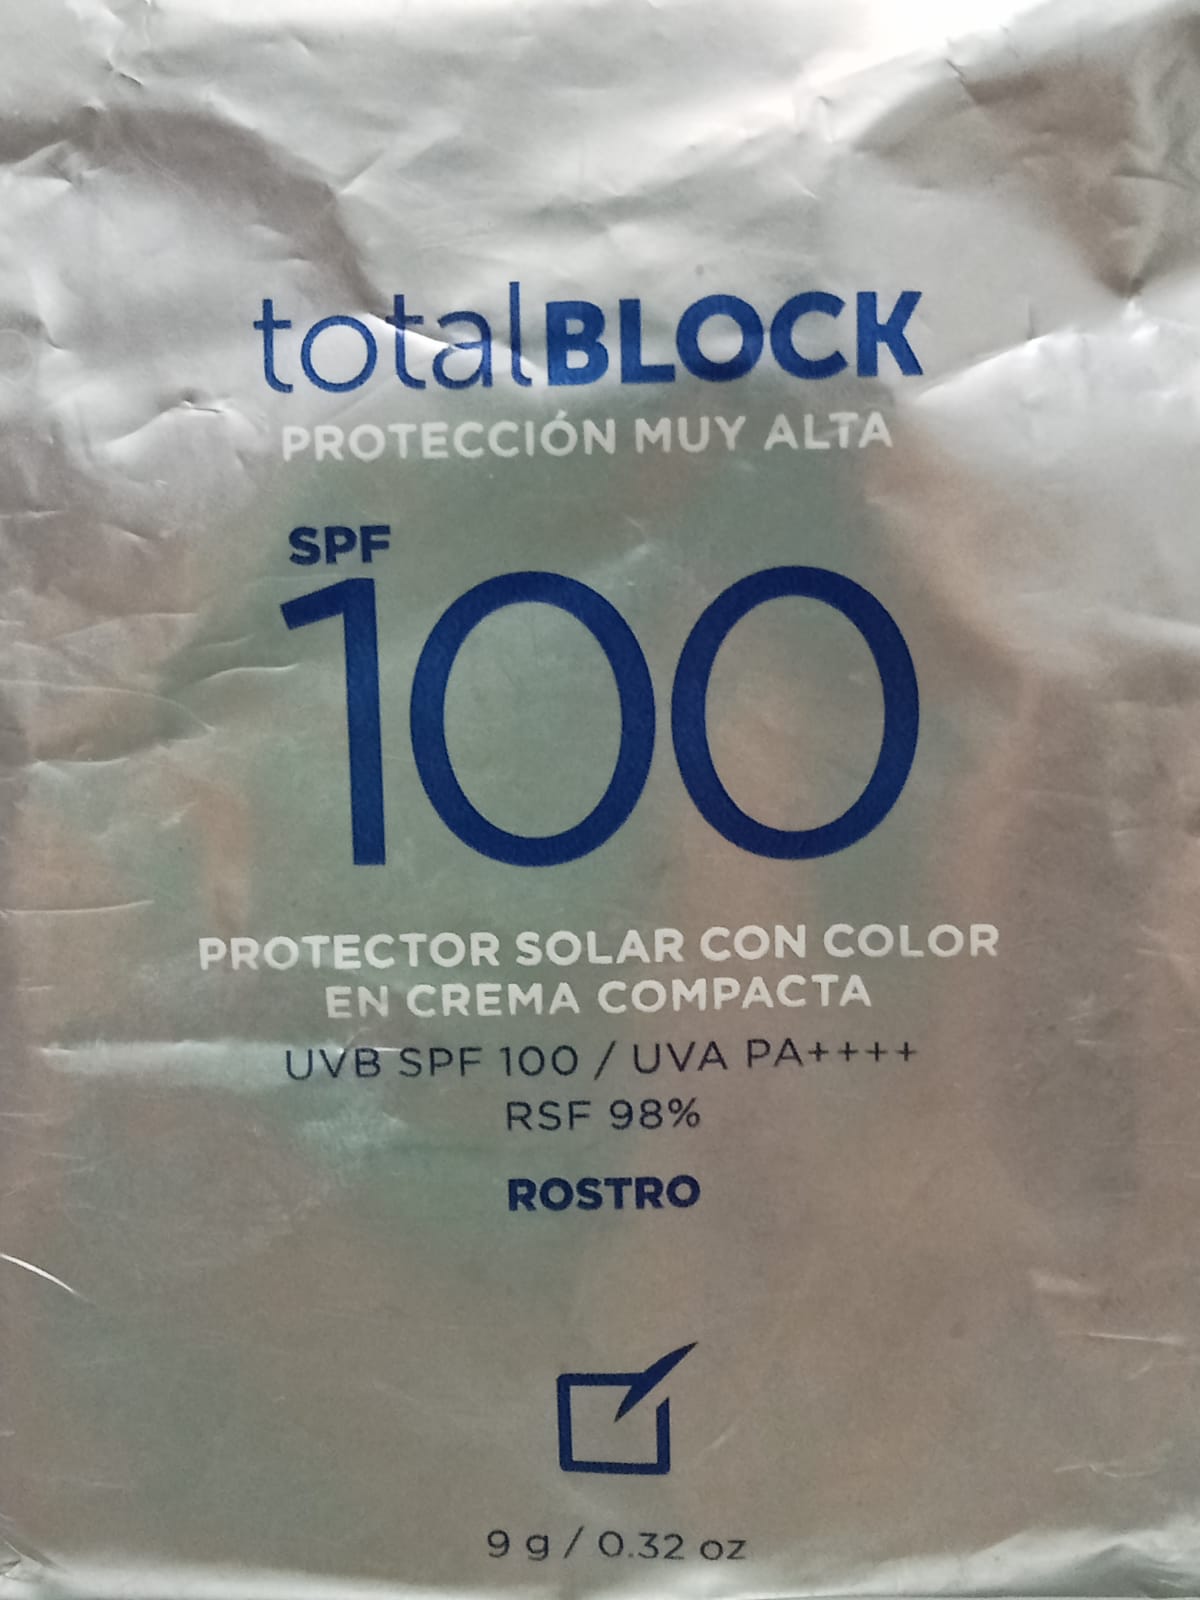 totalBLOCK
PROTECCIÓN MUY ALTA
SPF
100
PROTECTOR SOLAR CON COLOR
EN CREMA COMPACTA
UVB SPF 100 / UVA PA++++
RSF 98%
ROSTRO
9 g / 0.32 oz